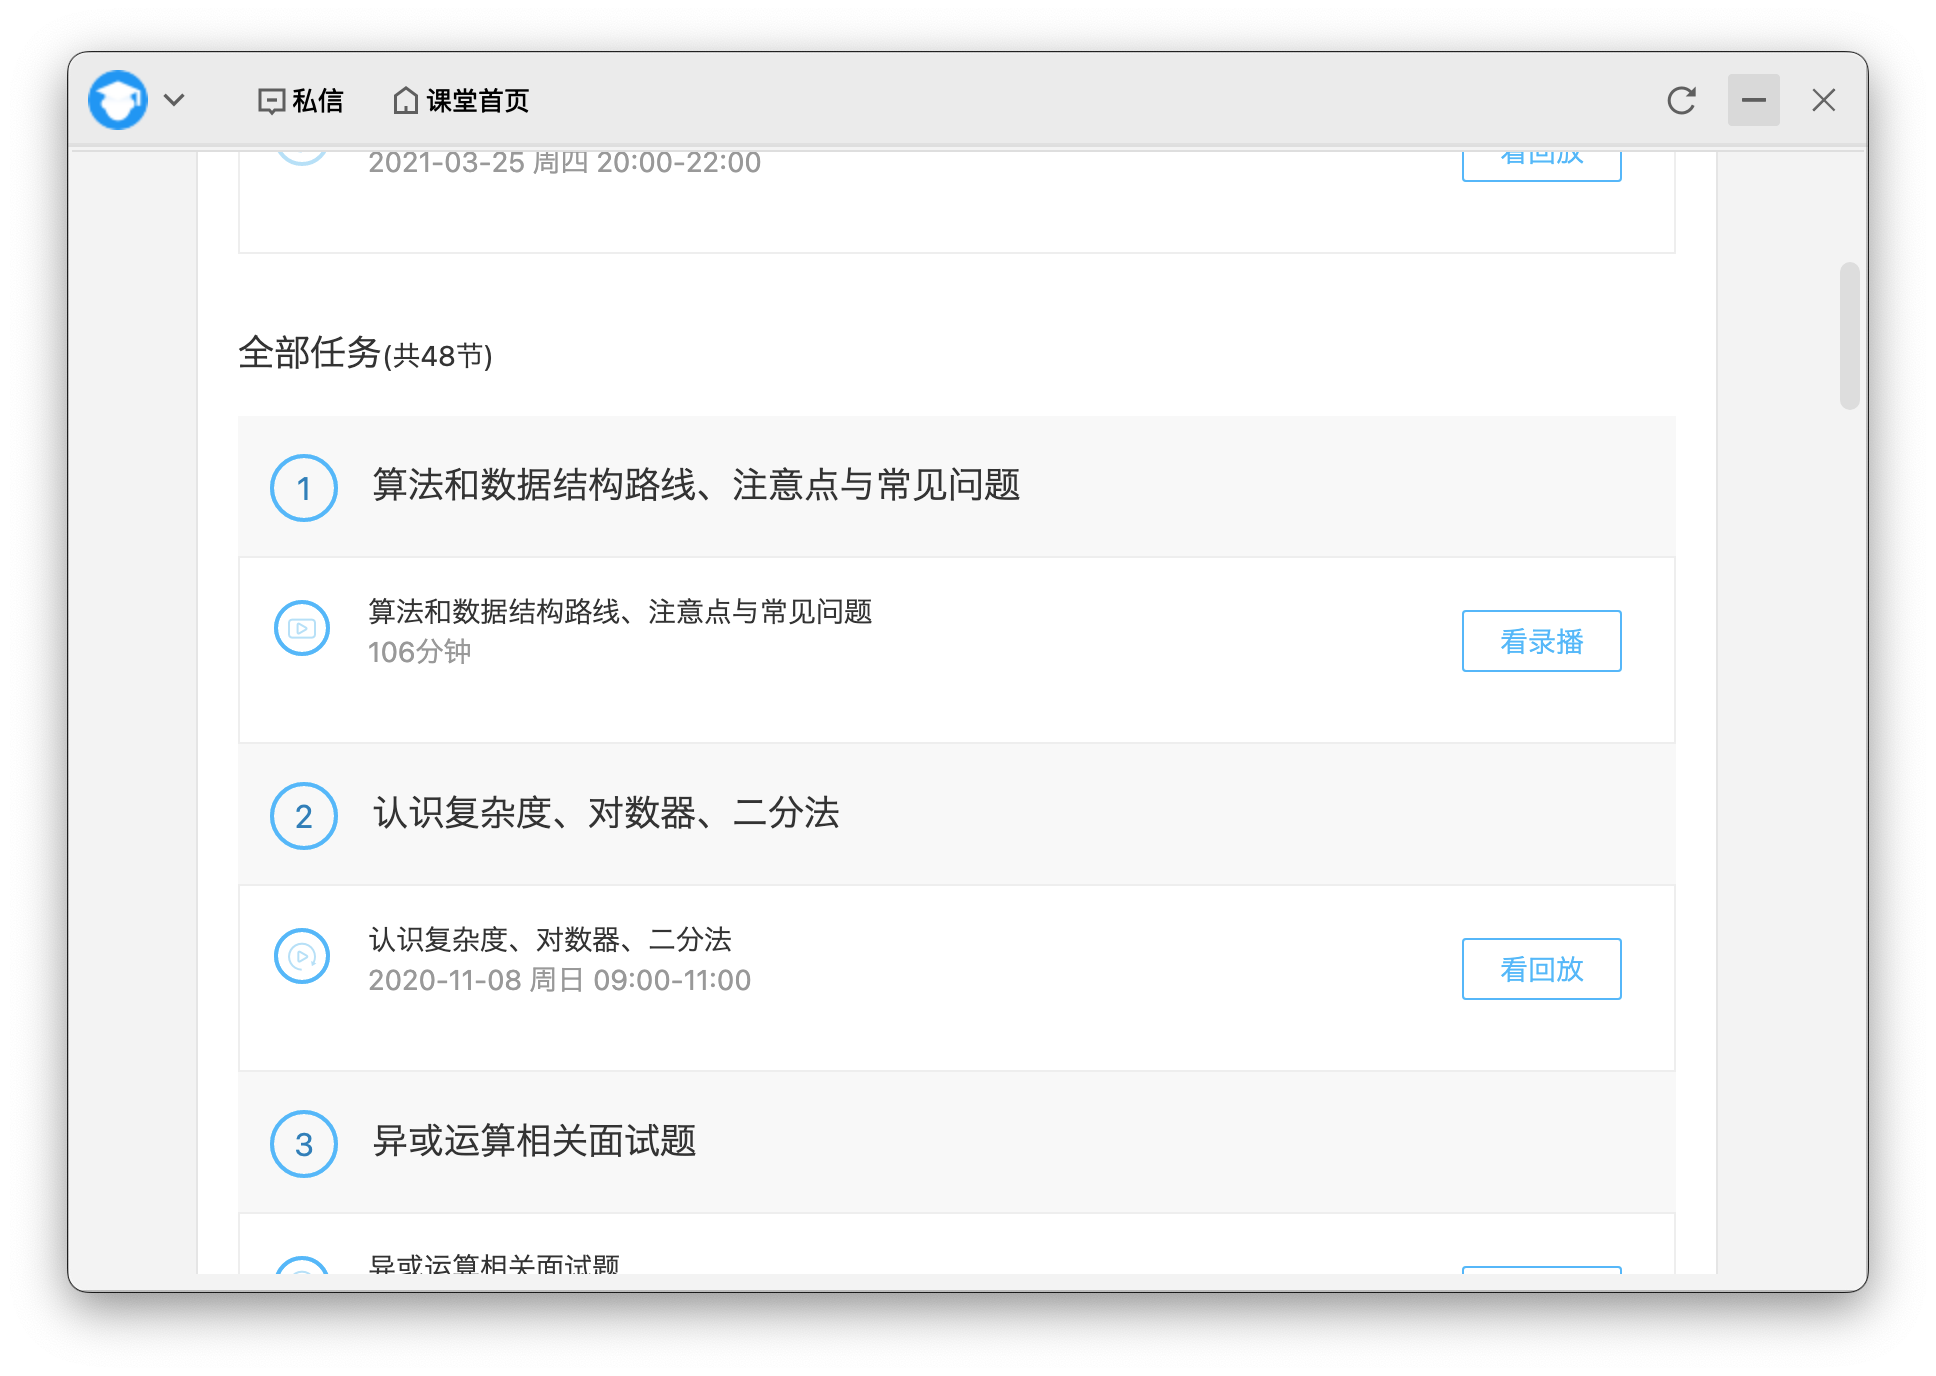 私信
课堂首页
2021-03-25 周四 20:00-22:00
看回放
全部任务(共48节)
1
算法和数据结构路线、注意点与常见问题
算法和数据结构路线、注意点与常见问题
106分钟
看录播
2
认识复杂度、对数器、二分法
认识复杂度、对数器、二分法
2020-11-08 周日 09:00-11:00
看回放
3
异或运算相关面试题
异或运算相关面试题